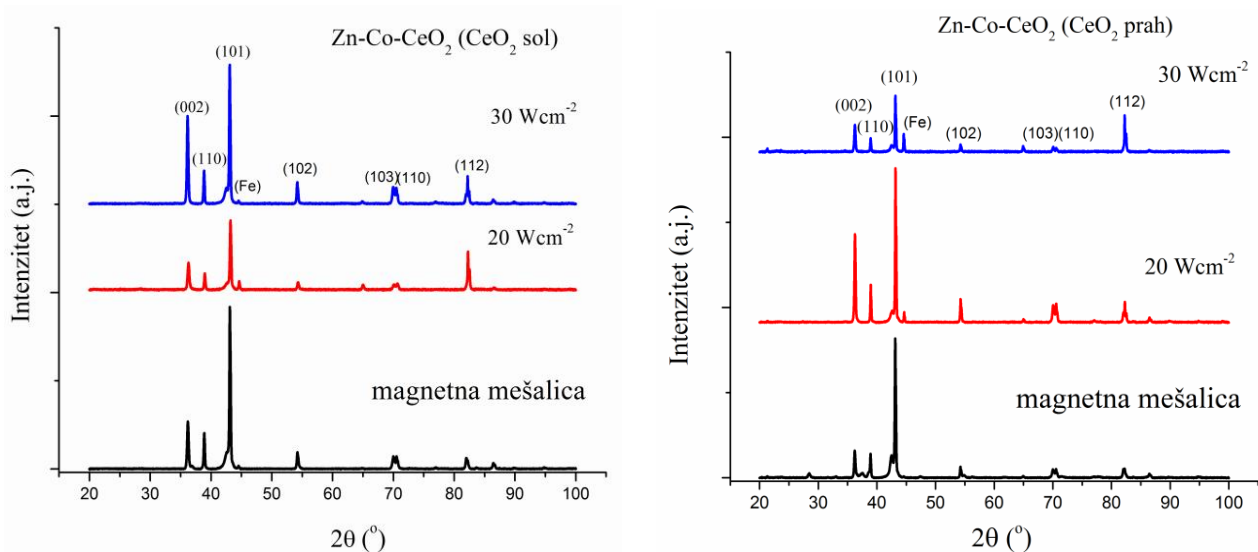 Zn-Co-CeO₂ (CeO₂ sol)
(101)
30 Wcm⁻²
(002)
(110)
(Fe)
(102)
(103)
(110)
(112)
20 Wcm⁻²
magnetna mešalica
Intenzitet (a.j.)
20 30 40 50 60 70 80 90 100
2θ (°)
Zn-Co-CeO₂ (CeO₂ prah)
30 Wcm⁻²
(101)
(002)
(110)
(Fe)
(102)
(103)(110)
(112)
20 Wcm⁻²
magnetna mešalica
Intenzitet (a.j.)
20 30 40 50 60 70 80 90 100
2θ (°)